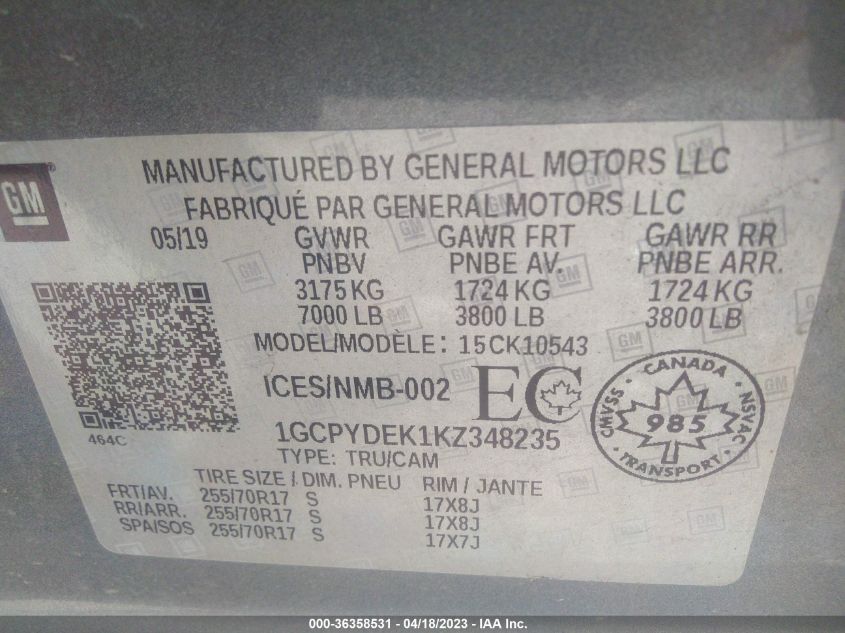 GM
MANUFACTURED BY GENERAL MOTORS LLC
FABRIQUÉ PAR GENERAL MOTORS LLC
05/19 GVWR GAWR FRT GAWR RR
PNBV PNBE AV. PNBE ARR.
3175 KG 1724 KG 1724 KG
7000 LB 3800 LB 3800 LB
MODEL/MODÈLE: 15CK10543
ICES/NMB-002 EC
CANADA
CMVSS 985 NSVAC
TRANSPORT
464C
1GCPYDEK1KZ348235
TYPE: TRU/CAM
TIRE SIZE / DIM. PNEU RIM / JANTE
FRT/AV. 255/70R17 S 17X8J
RR/ARR. 255/70R17 S 17X8J
SPA/SOS 255/70R17 S 17X7J
000-36358531 - 04/18/2023 - IAA Inc.